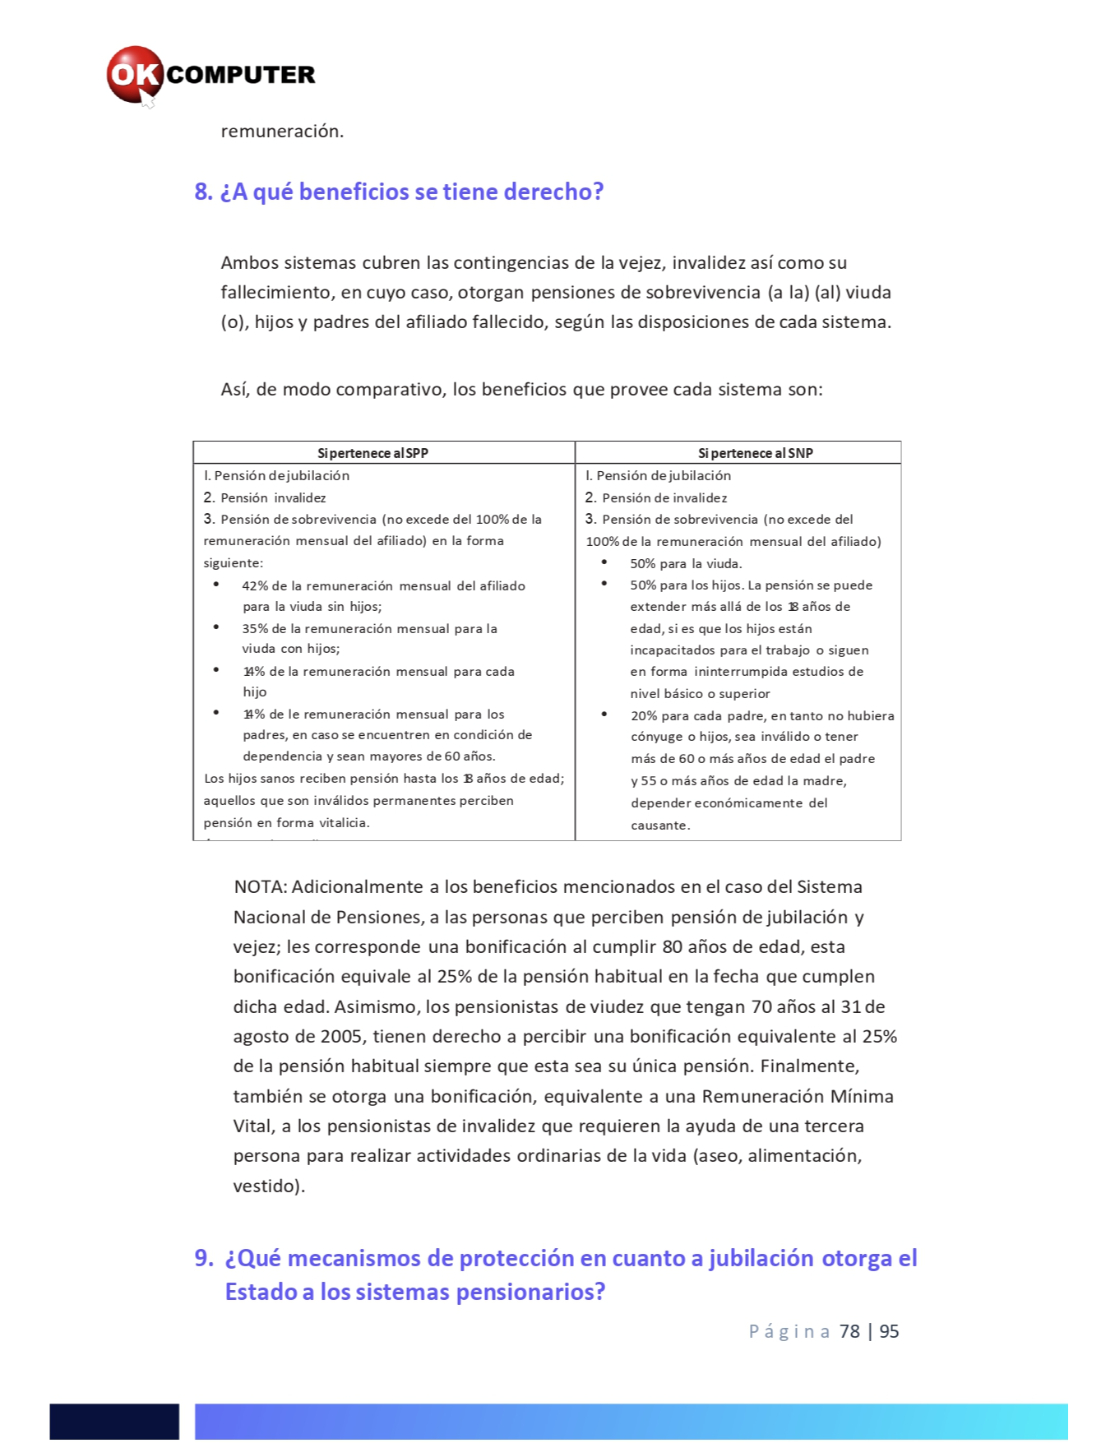 OK COMPUTER
remuneración.
8. ¿A qué beneficios se tiene derecho?
Ambos sistemas cubren las contingencias de la vejez, invalidez así como su
fallecimiento, en cuyo caso, otorgan pensiones de sobrevivencia (a la) (al) viuda
(o), hijos y padres del afiliado fallecido, según las disposiciones de cada sistema.
Así, de modo comparativo, los beneficios que provee cada sistema son:
Si pertenece al SPP
l. Pensión de jubilación
2. Pensión invalidez
3. Pensión de sobrevivencia (no excede del 100% de la
remuneración mensual del afiliado) en la forma
siguiente:
• 42% de la remuneración mensual del afiliado
para la viuda sin hijos;
• 35% de la remuneración mensual para la
viuda con hijos;
• 14% de la remuneración mensual para cada
hijo
• 14% de le remuneración mensual para los
padres, en caso se encuentren en condición de
dependencia y sean mayores de 60 años.
Los hijos sanos reciben pensión hasta los 18 años de edad;
aquellos que son inválidos permanentes perciben
pensión en forma vitalicia.
Si pertenece al SNP
l. Pensión de jubilación
2. Pensión de invalidez
3. Pensión de sobrevivencia (no excede del
100% de la remuneración mensual del afiliado)
• 50% para la viuda.
• 50% para los hijos. La pensión se puede
extender más allá de los 18 años de
edad, si es que los hijos están
incapacitados para el trabajo o siguen
en forma ininterrumpida estudios de
nivel básico o superior
• 20% para cada padre, en tanto no hubiera
cónyuge o hijos, sea inválido o tener
más de 60 o más años de edad el padre
y 55 o más años de edad la madre,
depender económicamente del
causante.
NOTA: Adicionalmente a los beneficios mencionados en el caso del Sistema
Nacional de Pensiones, a las personas que perciben pensión de jubilación y
vejez; les corresponde una bonificación al cumplir 80 años de edad, esta
bonificación equivale al 25% de la pensión habitual en la fecha que cumplen
dicha edad. Asimismo, los pensionistas de viudez que tengan 70 años al 31 de
agosto de 2005, tienen derecho a percibir una bonificación equivalente al 25%
de la pensión habitual siempre que esta sea su única pensión. Finalmente,
también se otorga una bonificación, equivalente a una Remuneración Mínima
Vital, a los pensionistas de invalidez que requieren la ayuda de una tercera
persona para realizar actividades ordinarias de la vida (aseo, alimentación,
vestido).
9. ¿Qué mecanismos de protección en cuanto a jubilación otorga el
Estado a los sistemas pensionarios?
Página 78 | 95